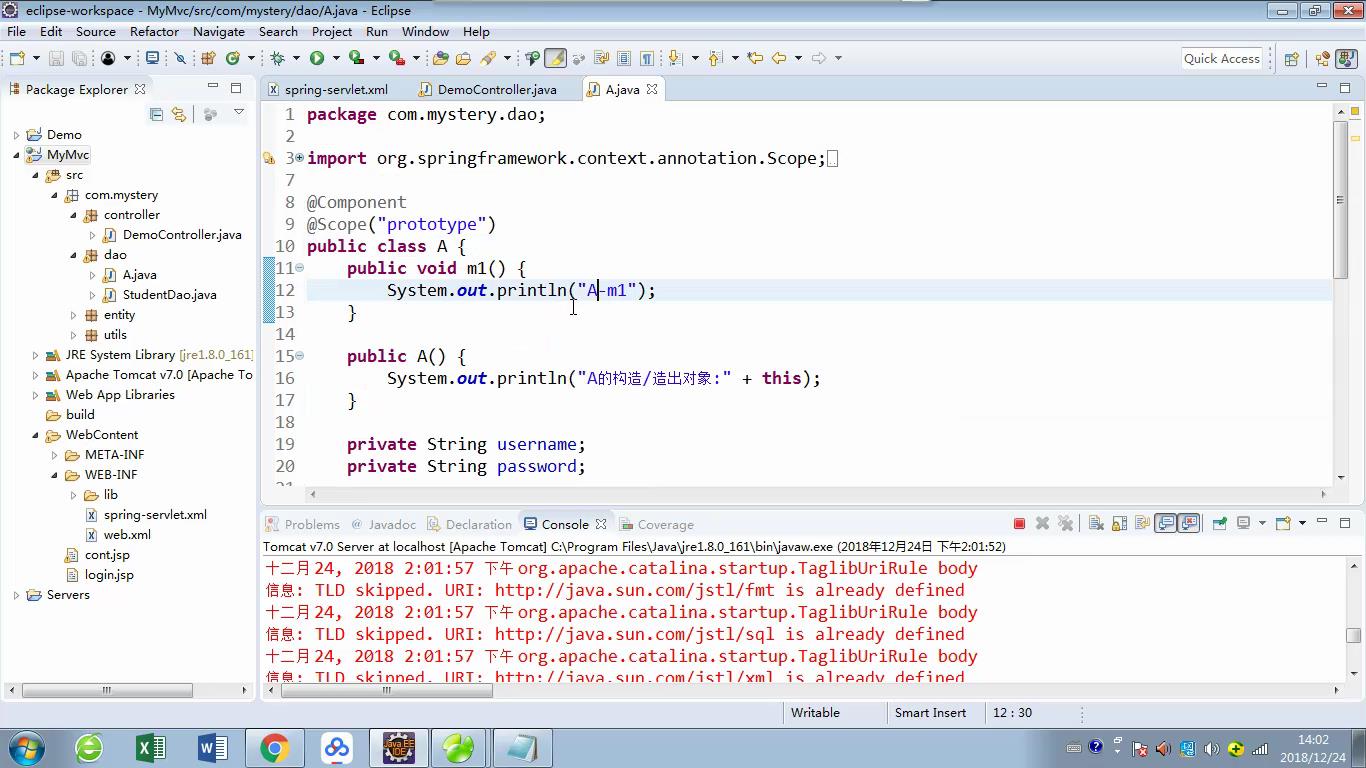 eclipse-workspace - MyMvc/src/com/mystery/dao/A.java - Eclipse
File Edit Source Refactor Navigate Search Project Run Window Help
Quick Access
Package Explorer
Demo
MyMvc
src
com.mystery
controller
DemoController.java
dao
A.java
StudentDao.java
entity
utils
JRE System Library [jre1.8.0_161]
Apache Tomcat v7.0 [Apache To
Web App Libraries
build
WebContent
META-INF
WEB-INF
lib
spring-servlet.xml
web.xml
cont.jsp
login.jsp
Servers
spring-servlet.xml DemoController.java A.java
1 package com.mystery.dao;
2
3 import org.springframework.context.annotation.Scope;
7
8 @Component
9 @Scope("prototype")
10 public class A {
11 public void m1() {
12 System.out.println("A-m1");
13 }
14
15 public A() {
16 System.out.println("A的构造/造出对象:" + this);
17 }
18
19 private String username;
20 private String password;
21
Problems Javadoc Declaration Console Coverage
Tomcat v7.0 Server at localhost [Apache Tomcat] C:\Program Files\Java\jre1.8.0_161\bin\javaw.exe (2018年12月24日 下午2:01:52)
十二月 24, 2018 2:01:57 下午 org.apache.catalina.startup.TaglibUriRule body
信息: TLD skipped. URI: http://java.sun.com/jstl/fmt is already defined
十二月 24, 2018 2:01:57 下午 org.apache.catalina.startup.TaglibUriRule body
信息: TLD skipped. URI: http://java.sun.com/jstl/sql is already defined
十二月 24, 2018 2:01:57 下午 org.apache.catalina.startup.TaglibUriRule body
信息: TLD skipped. URI: http://java.sun.com/jstl/xml is already defined
Writable Smart Insert 12 : 30
Java EE IDE
14:02
2018/12/24